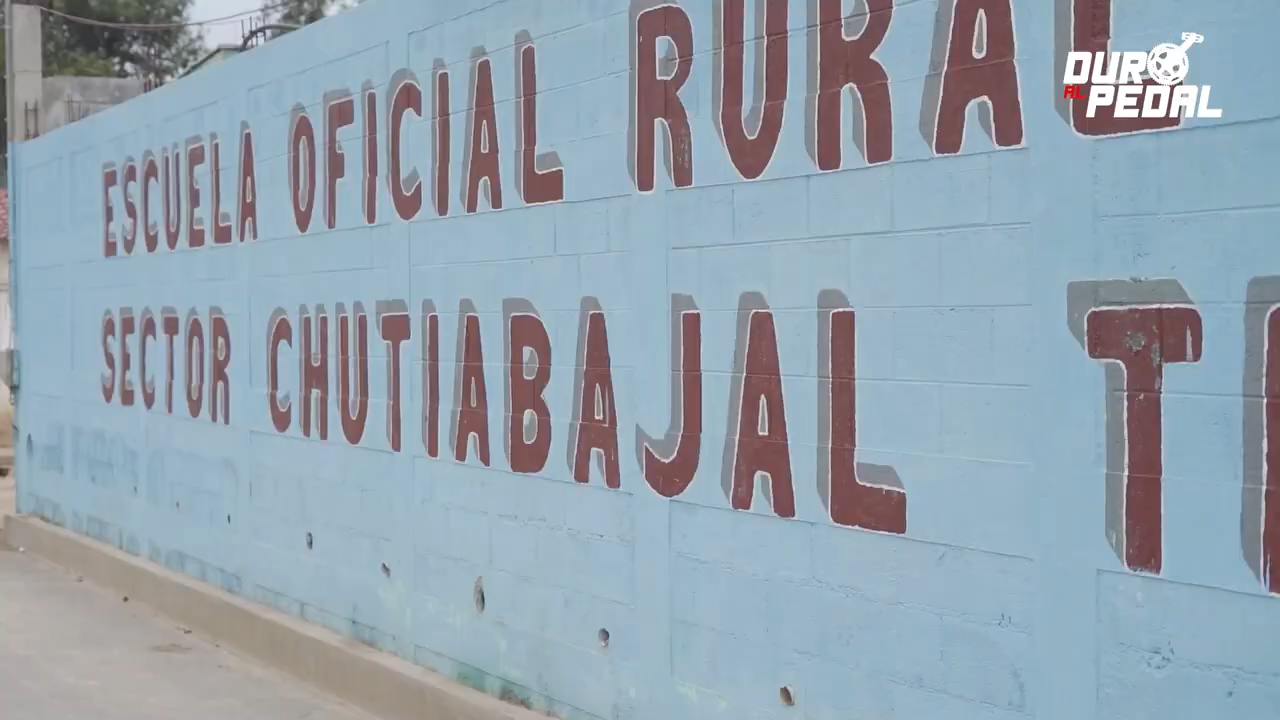 ESCUELA OFICIAL RURAL
SECTOR CHUTIABAJAL
DURO
AL
PEDAL